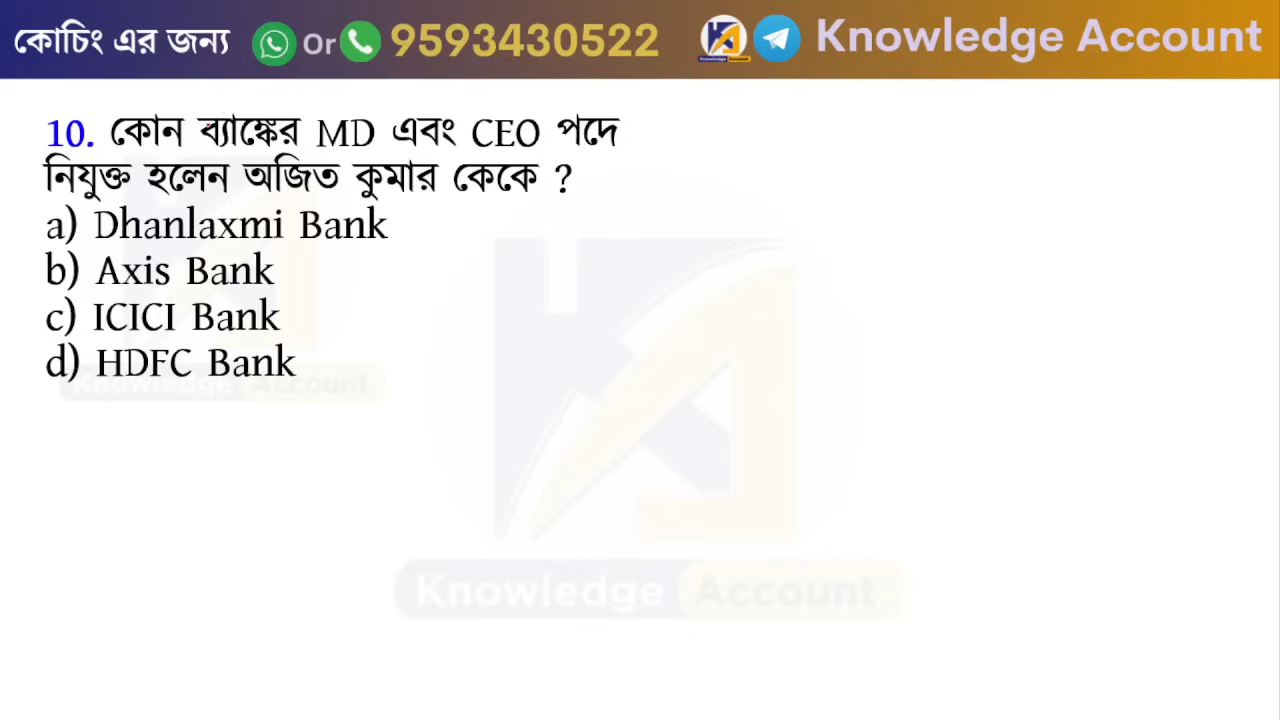 কোচিং এর জন্য Or 9593430522 Knowledge Account
10. কোন ব্যাঙ্কের MD এবং CEO পদে
নিযুক্ত হলেন অজিত কুমার কেকে ?
a) Dhanlaxmi Bank
b) Axis Bank
c) ICICI Bank
d) HDFC Bank
Knowledge Account
Knowledge Account